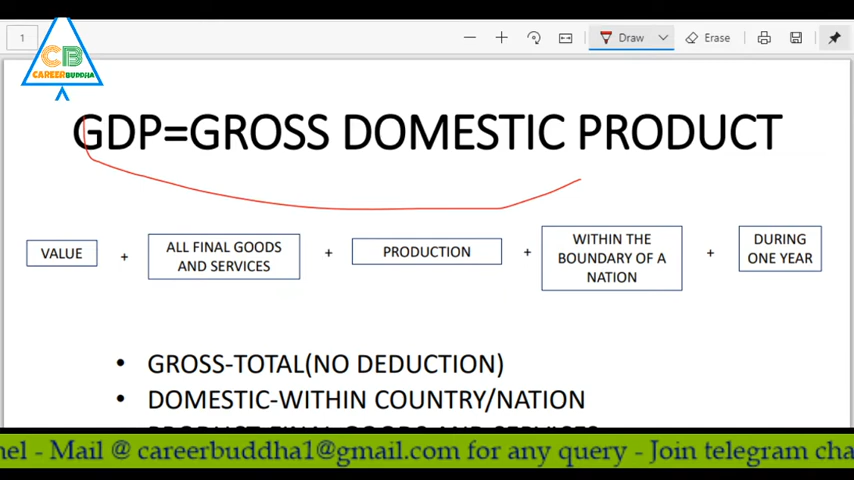 1
Draw
Erase
CB
CAREERBUDDHA
GDP=GROSS DOMESTIC PRODUCT
VALUE
+
ALL FINAL GOODS
AND SERVICES
+
PRODUCTION
+
WITHIN THE
BOUNDARY OF A
NATION
+
DURING
ONE YEAR
• GROSS-TOTAL(NO DEDUCTION)
• DOMESTIC-WITHIN COUNTRY/NATION
nel - Mail @ careerbuddha1@gmail.com for any query - Join telegram cha